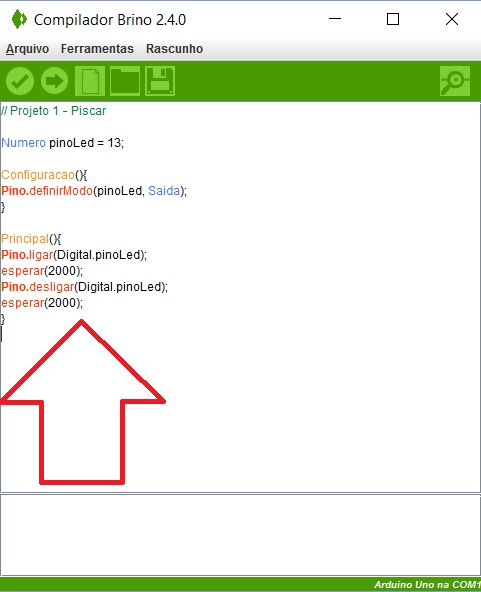 Compilador Brino 2.4.0
Arquivo Ferramentas Rascunho
// Projeto 1 - Piscar
Numero pinoLed = 13;
Configuracao(){
Pino.definirModo(pinoLed, Saida);
}
Principal(){
Pino.ligar(Digital.pinoLed);
esperar(2000);
Pino.desligar(Digital.pinoLed);
esperar(2000);
}
Arduino Uno na COM1